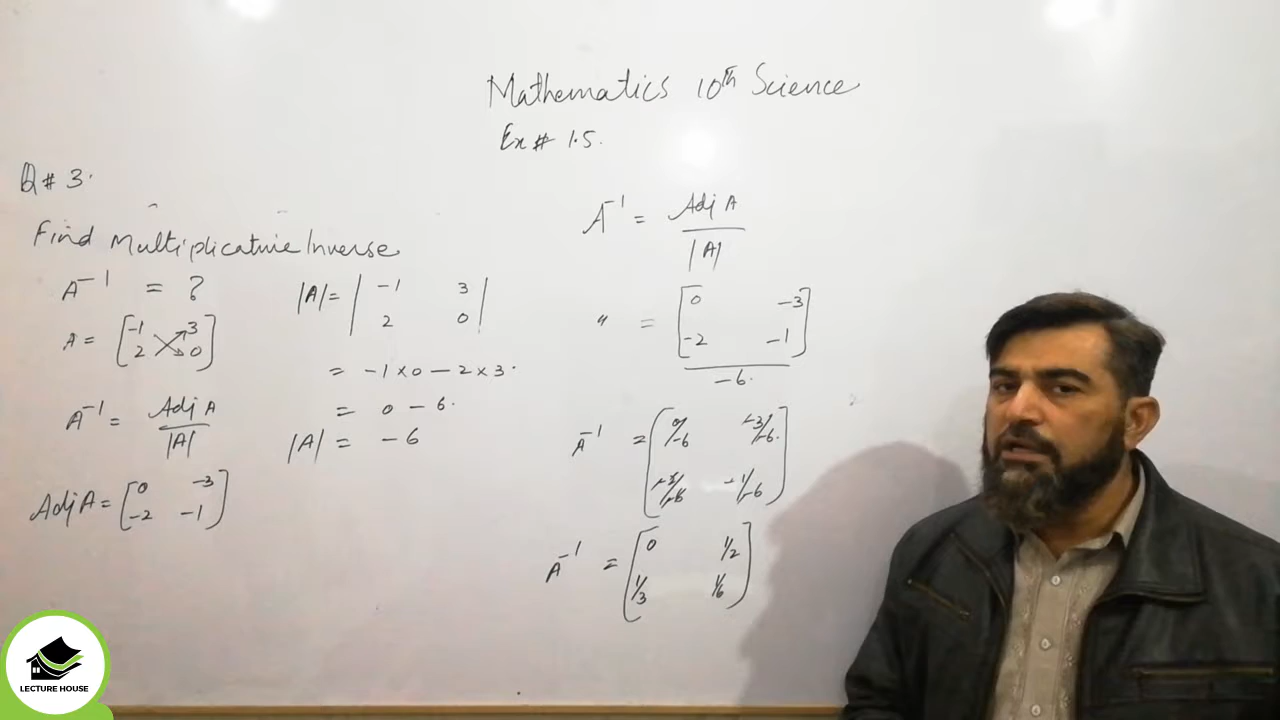 Mathematics 10th Science
Ex # 1.5.
Q # 3.
Find Multiplicative Inverse
A⁻¹ = ?
A = [-1 3
2 0]
A⁻¹ = Adj A
|A|
Adj A = [0 -3
-2 -1]
|A| = | -1 3
2 0 |
= -1 × 0 - 2 × 3.
= 0 - 6.
|A| = - 6
A⁻¹ = Adj A
|A|
" = [0 -3
-2 -1]
-6.
A⁻¹ = [0/-6 -3/-6.
-1/-6]
A⁻¹ = [0 1/2
1/3 1/6]
LECTURE HOUSE